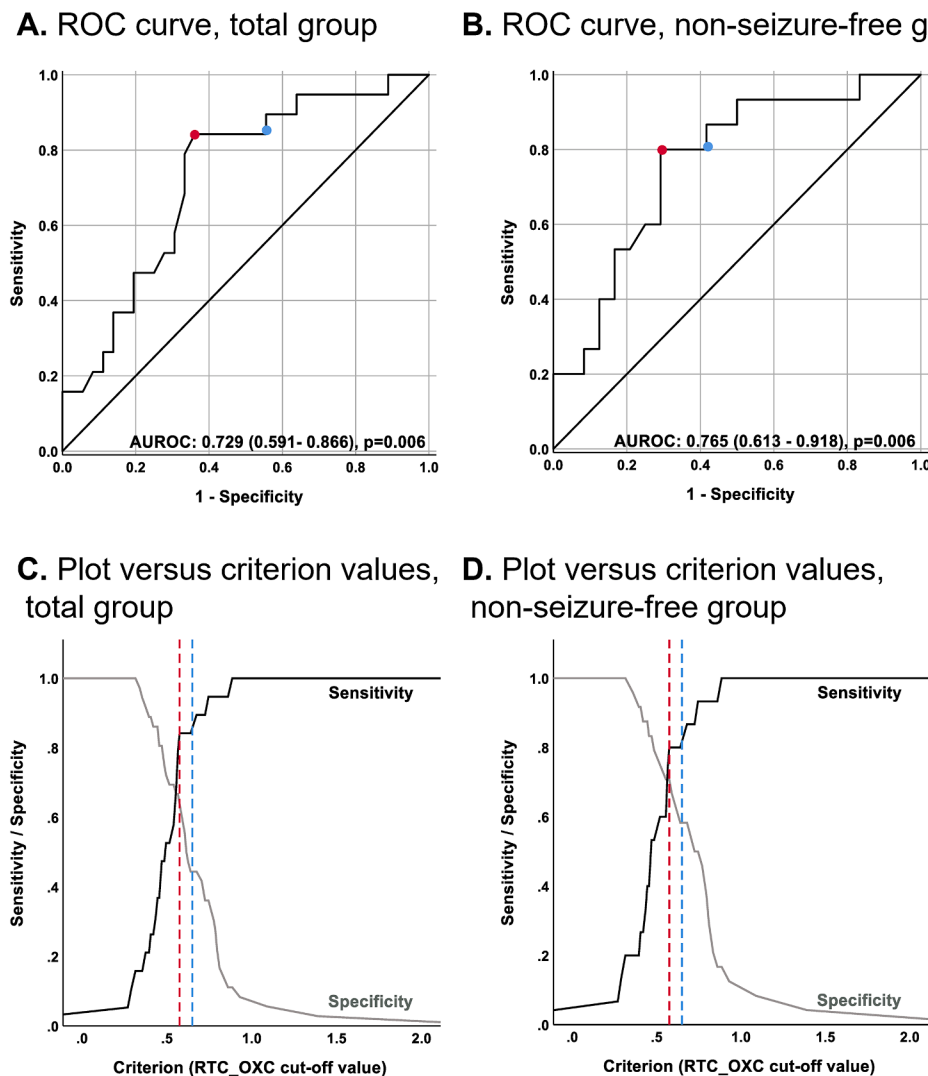 A. ROC curve, total group
B. ROC curve, non-seizure-free g
1.0
0.8
0.6
0.4
0.2
0.0
Sensitivity
AUROC: 0.729 (0.591- 0.866), p=0.006
0.0 0.2 0.4 0.6 0.8 1.0
1 - Specificity
1.0
0.8
0.6
0.4
0.2
0.0
Sensitivity
AUROC: 0.765 (0.613 - 0.918), p=0.006
0.0 0.2 0.4 0.6 0.8 1.0
1 - Specificity
C. Plot versus criterion values,
total group
D. Plot versus criterion values,
non-seizure-free group
1.0
.8
.6
.4
.2
.0
Sensitivity / Specificity
Sensitivity
Specificity
.0 .5 1.0 1.5 2.0
Criterion (RTC_OXC cut-off value)
1.0
.8
.6
.4
.2
.0
Sensitivity / Specificity
Sensitivity
Specificity
.0 .5 1.0 1.5 2.0
Criterion (RTC_OXC cut-off value)